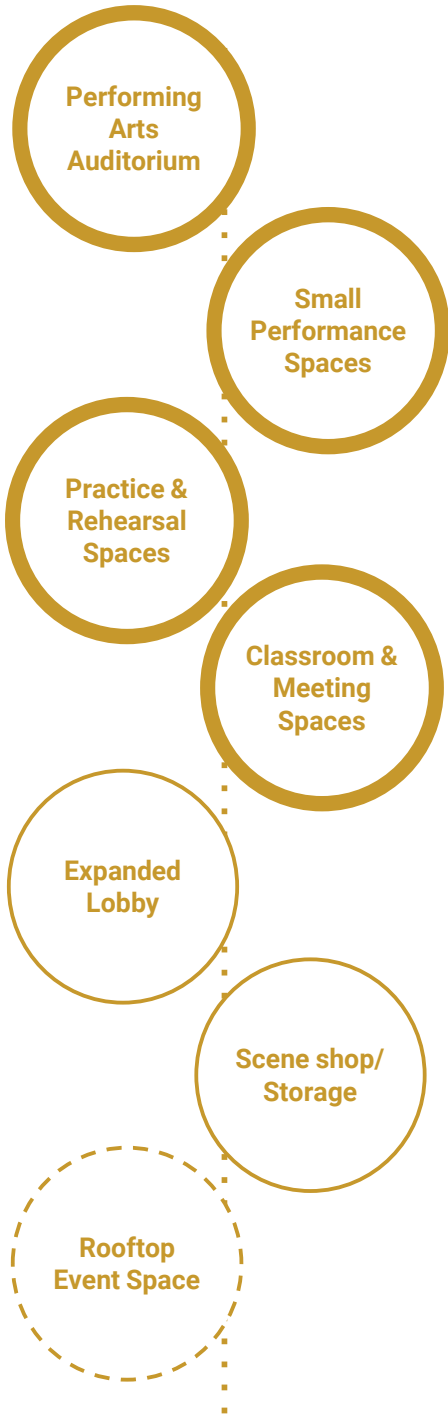 Performing
Arts
Auditorium
Small
Performance
Spaces
Practice &
Rehearsal
Spaces
Classroom &
Meeting
Spaces
Expanded
Lobby
Scene shop/
Storage
Rooftop
Event Space